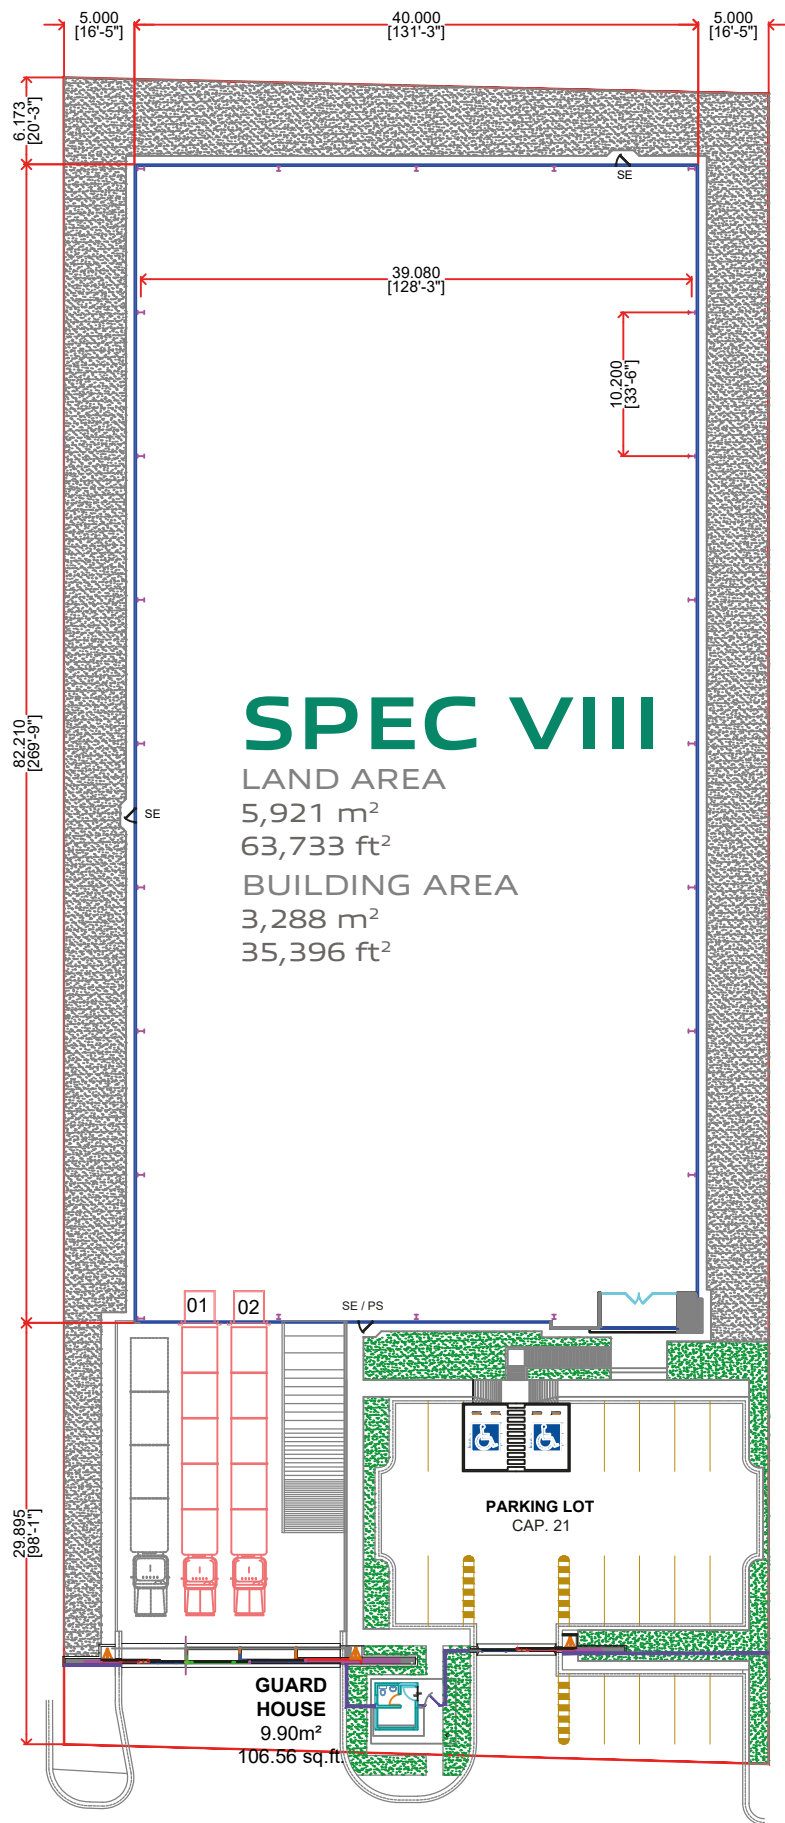 5.000
[16'-5"]
40.000
[131'-3"]
5.000
[16'-5"]
6.173
[20'-3"]
SE
39.080
[128'-3"]
10.200
[33'-6"]
82.210
[269'-9"]
SPEC VIII
LAND AREA
5,921 m²
63,733 ft²
BUILDING AREA
3,288 m²
35,396 ft²
SE
01
02
SE / PS
29.895
[98'-1"]
PARKING LOT
CAP. 21
GUARD
HOUSE
9.90m²
106.56 sq.ft.